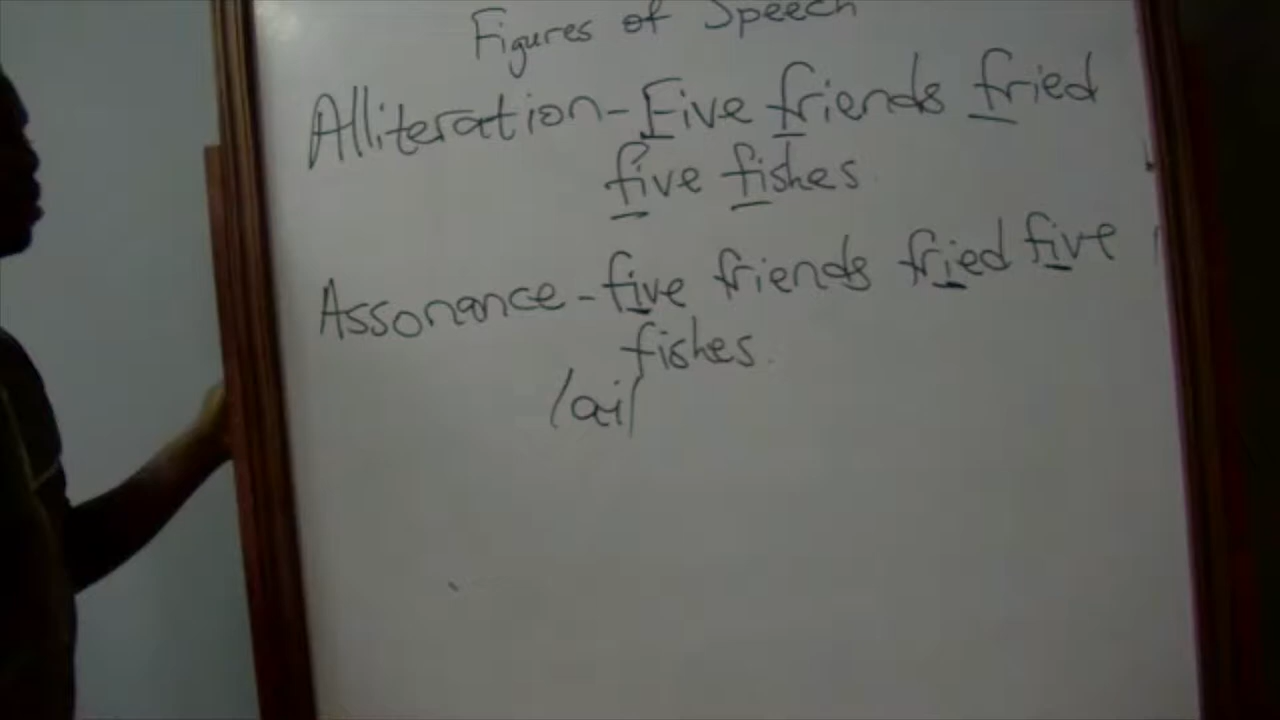 Figures of Speech
Alliteration - Five friends fried
five fishes
Assonance - five friends fried five
fishes.
/ai/